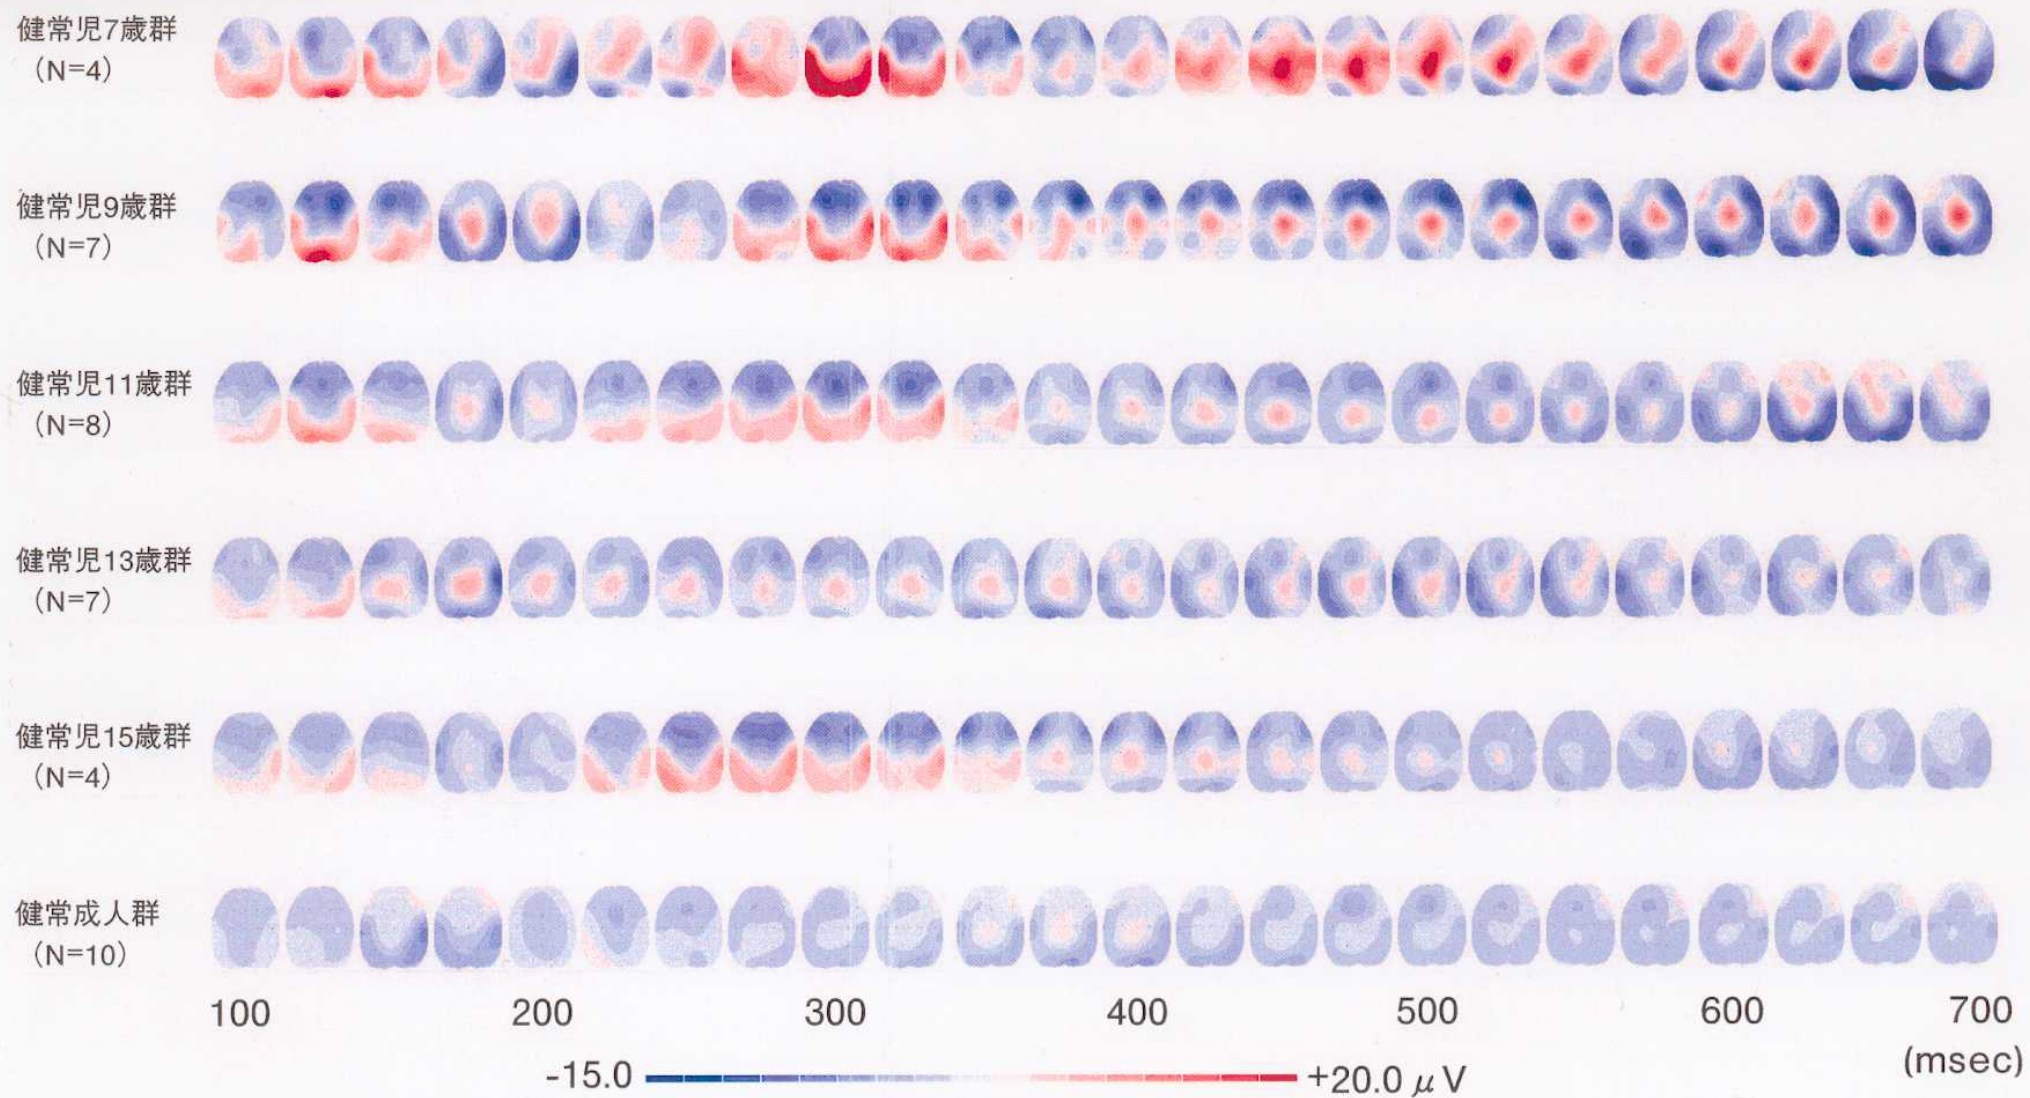 健常児7歳群
（N=4）
健常児9歳群
（N=7）
健常児11歳群
（N=8）
健常児13歳群
（N=7）
健常児15歳群
（N=4）
健常成人群
（N=10）
100 200 300 400 500 600 700
(msec)
-15.0 +20.0 μV